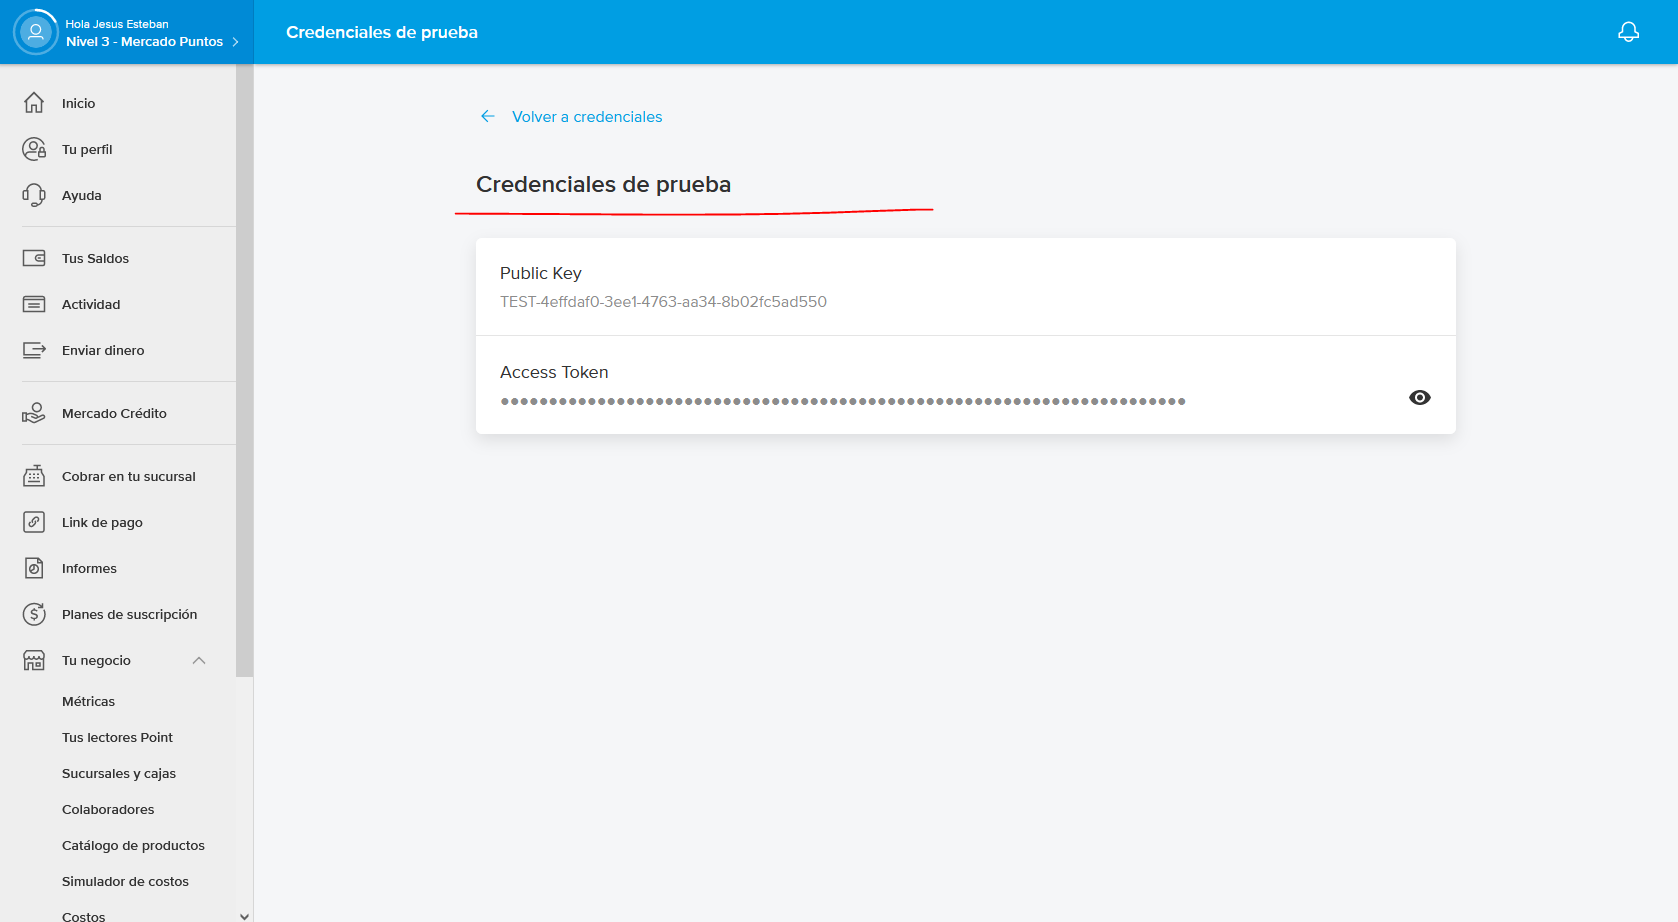 Hola Jesus Esteban
Nivel 3 - Mercado Puntos
Credenciales de prueba
Inicio
Tu perfil
Ayuda
Tus Saldos
Actividad
Enviar dinero
Mercado Crédito
Cobrar en tu sucursal
Link de pago
Informes
Planes de suscripción
Tu negocio
Métricas
Tus lectores Point
Sucursales y cajas
Colaboradores
Catálogo de productos
Simulador de costos
Costos
Volver a credenciales
Credenciales de prueba
Public Key
TEST-4effdaf0-3ee1-4763-aa34-8b02fc5ad550
Access Token